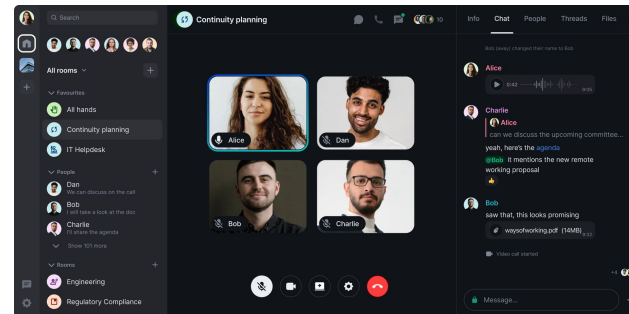 Search
All rooms
Favourites
All hands
Continuity planning
IT Helpdesk
People
Dan
We can discuss on the call
Bob
I will take a look at the doc
Charlie
I'll share the agenda
Show 101 more
Rooms
Engineering
Regulatory Compliance
Continuity planning
10
Alice
Dan
Bob
Charlie
Info
Chat
People
Threads
Files
Bob (away) changed their name to Bob
Alice
0:42
Charlie
Alice
can we discuss the upcoming committee...
yeah, here's the agenda
@Bob It mentions the new remote
working proposal
Bob
saw that, this looks promising
waysofworking.pdf (14MB)
Video call started
+4
Message...